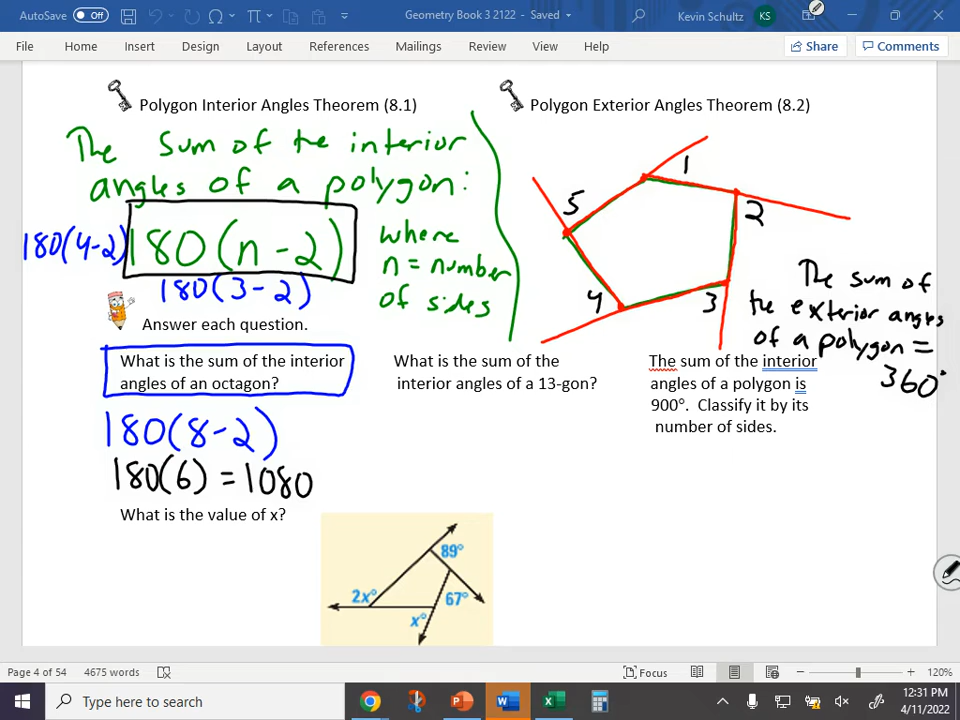 AutoSave Off
Geometry Book 3 2122 - Saved
Kevin Schultz KS
File Home Insert Design Layout References Mailings Review View Help Share Comments
Polygon Interior Angles Theorem (8.1)
The sum of the interior
angles of a polygon:
180(4-2) 180(n-2)
where
n = number
of sides
180(3-2)
Polygon Exterior Angles Theorem (8.2)
1
2
3
4
5
The sum of
the exterior angles
of a polygon =
360°
Answer each question.
What is the sum of the interior
angles of an octagon?
180(8-2)
180(6) = 1080
What is the sum of the
interior angles of a 13-gon?
The sum of the interior
angles of a polygon is
900°. Classify it by its
number of sides.
What is the value of x?
89°
2x°
67°
x°
Page 4 of 54 4675 words Focus 120%
Type here to search
12:31 PM
4/11/2022